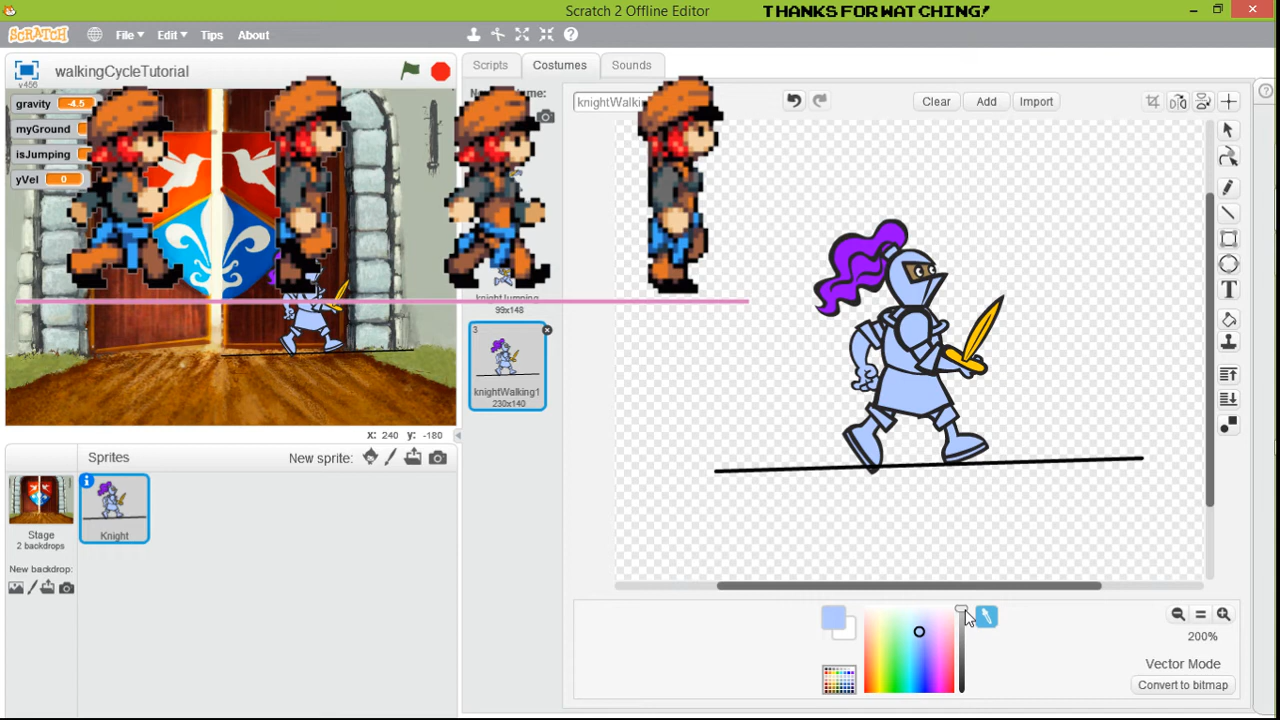 Scratch 2 Offline Editor
THANKS FOR WATCHING!
SCRATCH
File
Edit
Tips
About
walkingCycleTutorial
v456
Scripts
Costumes
Sounds
knightWalki
Clear
Add
Import
gravity -4.5
myGround
isJumping
yVel 0
knightJumping
99x148
3
knightWalking1
230x140
x: 240 y: -180
Sprites
New sprite:
Stage
2 backdrops
New backdrop:
Knight
200%
Vector Mode
Convert to bitmap